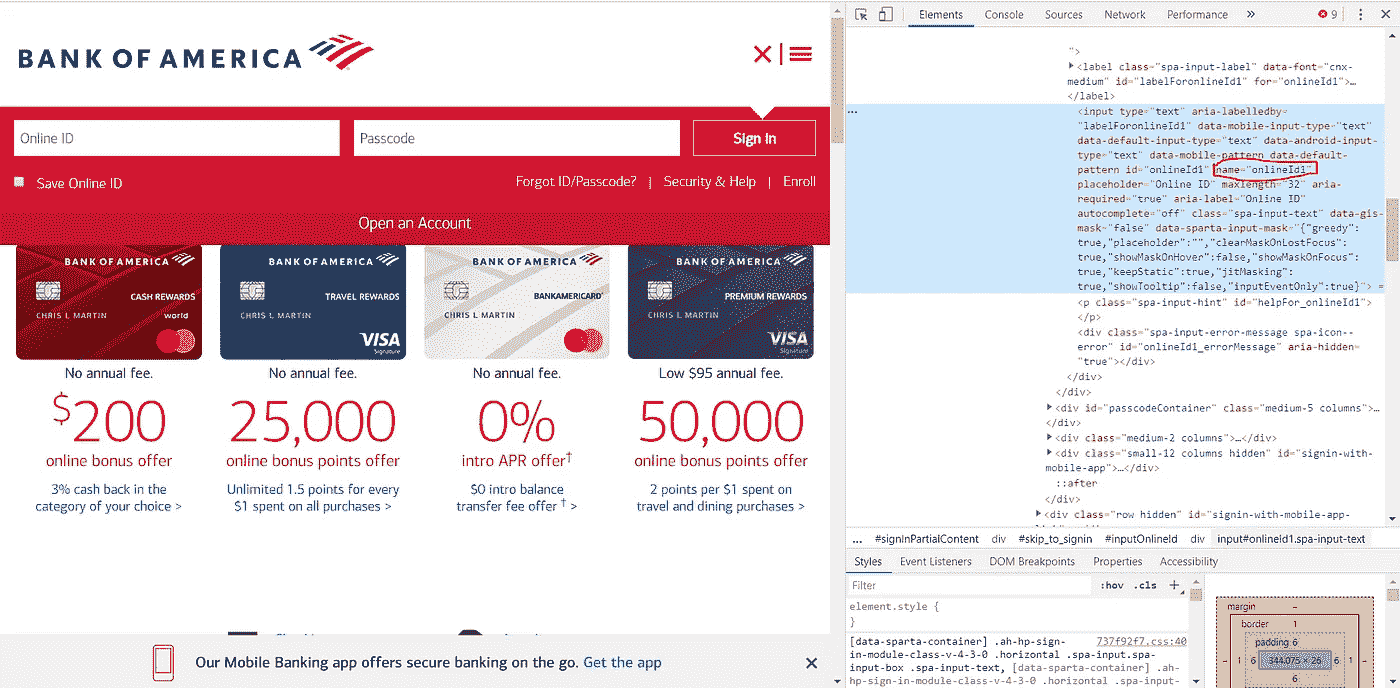 BANK OF AMERICA
Online ID
Passcode
Sign In
Save Online ID
Forgot ID/Passcode? | Security & Help | Enroll
Open an Account
BANK OF AMERICA
CASH REWARDS
CHRIS L MARTIN
world
BANK OF AMERICA
TRAVEL REWARDS
CHRIS L MARTIN
VISA
Signature
BANK OF AMERICA
BANKAMERICARD
CHRIS L MARTIN
BANK OF AMERICA
PREMIUM REWARDS
CHRIS L MARTIN
VISA
Signature
No annual fee.
$200
online bonus offer
3% cash back in the
category of your choice >
No annual fee.
25,000
online bonus points offer
Unlimited 1.5 points for every
$1 spent on all purchases >
No annual fee.
0%
intro APR offer†
$0 intro balance
transfer fee offer † >
Low $95 annual fee.
50,000
online bonus points offer
2 points per $1 spent on
travel and dining purchases >
Our Mobile Banking app offers secure banking on the go. Get the app
Elements Console Sources Network Performance » 9
">
<label class="spa-input-label" data-font="cnx-
medium" id="labelForonlineId1" for="onlineId1">…
</label>
<input type="text" aria-labelledby=
"labelForonlineId1" data-mobile-input-type="text"
data-default-input-type="text" data-android-input-
type="text" data-mobile-pattern data-default-
pattern id="onlineId1" name="onlineId1"
placeholder="Online ID" maxlength="32" aria-
required="true" aria-label="Online ID"
autocomplete="off" class="spa-input-text" data-gis-
mask="false" data-sparta-input-mask="{"greedy":
true,"placeholder":"","clearMaskOnLostFocus":
true,"showMaskOnHover":false,"showMaskOnFocus":
true,"keepStatic":true,"jitMasking":
true,"showTooltip":false,"inputEventOnly":true}"> =
<p class="spa-input-hint" id="helpFor_onlineId1">
</p>
<div class="spa-input-error-message spa-icon--
error" id="onlineId1_errorMessage" aria-hidden=
"true"></div>
</div>
</div>
<div id="passcodeContainer" class="medium-5 columns">…
</div>
<div class="medium-2 columns">…</div>
<div class="small-12 columns hidden" id="signin-with-
mobile-app">…</div>
::after
</div>
<div class="row hidden" id="signin-with-mobile-app-
... #signInPartialContent div #skip_to_signin #inputOnlineId div input#onlineId1.spa-input-text
Styles Event Listeners DOM Breakpoints Properties Accessibility
Filter :hov .cls +
element.style {
}
[data-sparta-container] .ah-hp-sign- 737f92f7.css:40
in-module-class-v-4-3-0 .horizontal .spa-input.spa-
input-box .spa-input-text, [data-sparta-container] .ah-
hp-sign-in-module-class-v-4-3-0 .horizontal .spa-input-
margin –
border 1
padding 6
– 1 6 344.075 × 26 6 1 –
6